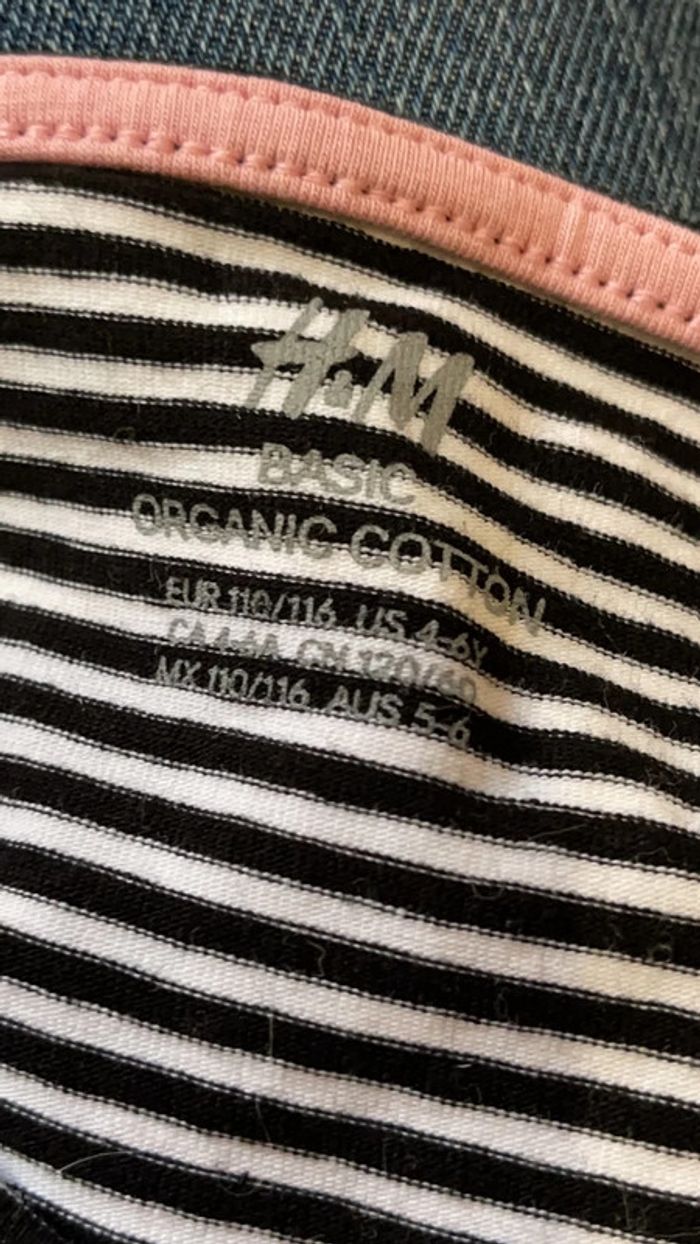 H&M
BASIC
ORGANIC COTTON
EUR 110/116 US 4-6Y
CA 4-6A CN 120/60
MX 110/116 AUS 5-6